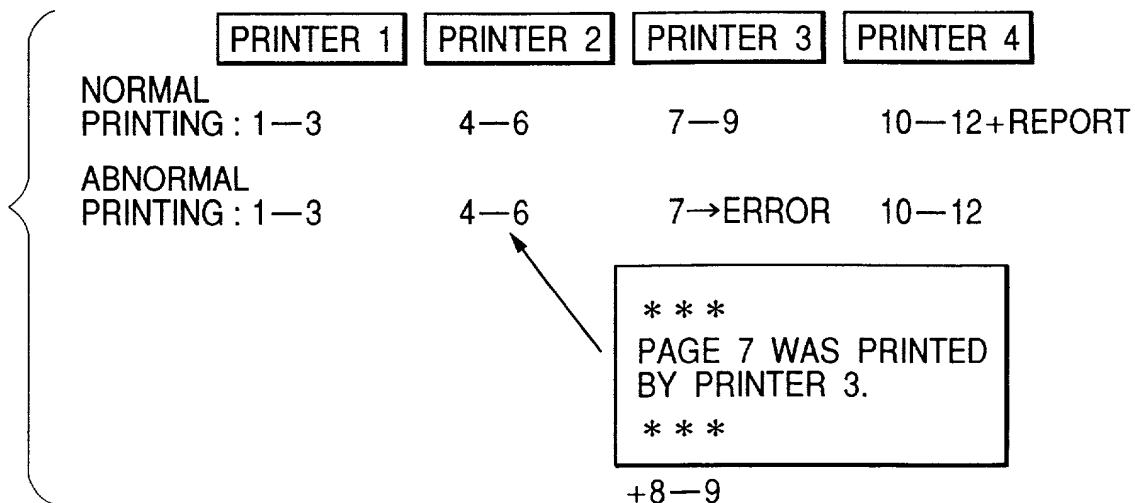 PRINTER 1 PRINTER 2 PRINTER 3 PRINTER 4
NORMAL
PRINTING : 1—3 4—6 7—9 10—12+REPORT
ABNORMAL
PRINTING : 1—3 4—6 7→ERROR 10—12
***
PAGE 7 WAS PRINTED
BY PRINTER 3.
***
+8—9